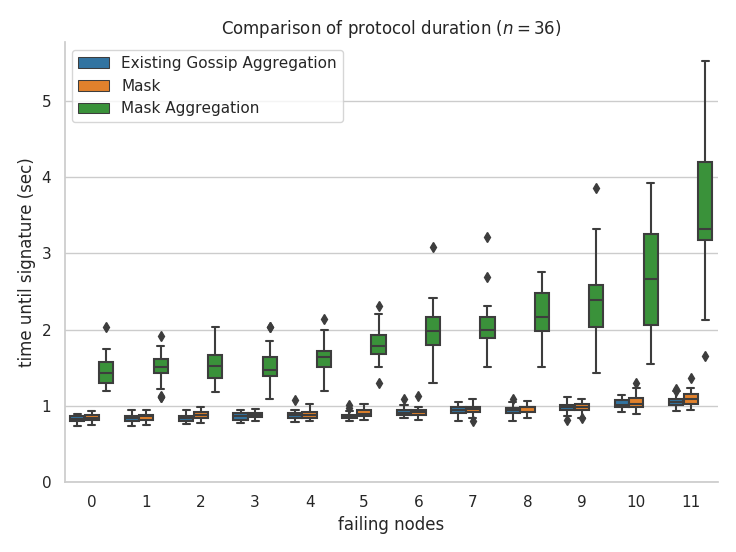 Comparison of protocol duration (n = 36)
Existing Gossip Aggregation
Mask
Mask Aggregation
time until signature (sec)
5
4
3
2
1
0
0 1 2 3 4 5 6 7 8 9 10 11
failing nodes